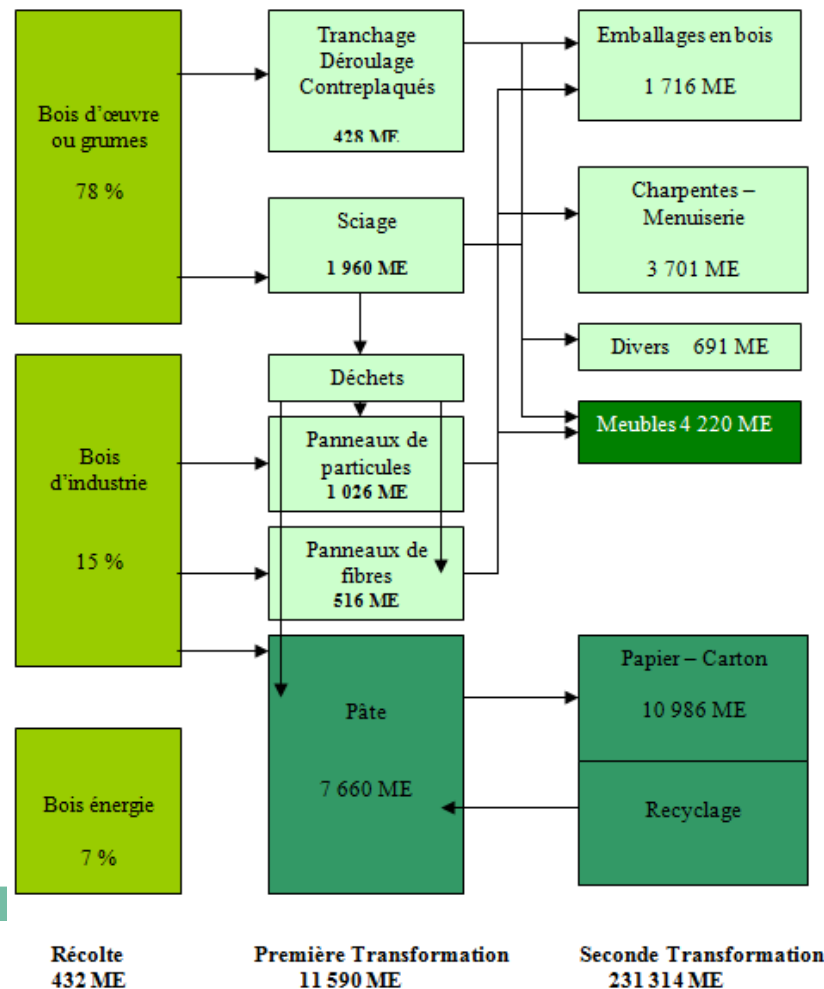 Bois d'œuvre
ou grumes
78 %
Bois
d'industrie
15 %
Bois énergie
7 %
Tranchage
Déroulage
Contreplaqués
428 ME
Sciage
1 960 ME
Déchets
Panneaux de
particules
1 026 ME
Panneaux de
fibres
516 ME
Pâte
7 660 ME
Emballages en bois
1 716 ME
Charpentes –
Menuiserie
3 701 ME
Divers 691 ME
Meubles 4 220 ME
Papier – Carton
10 986 ME
Recyclage
Récolte
432 ME
Première Transformation
11 590 ME
Seconde Transformation
231 314 ME